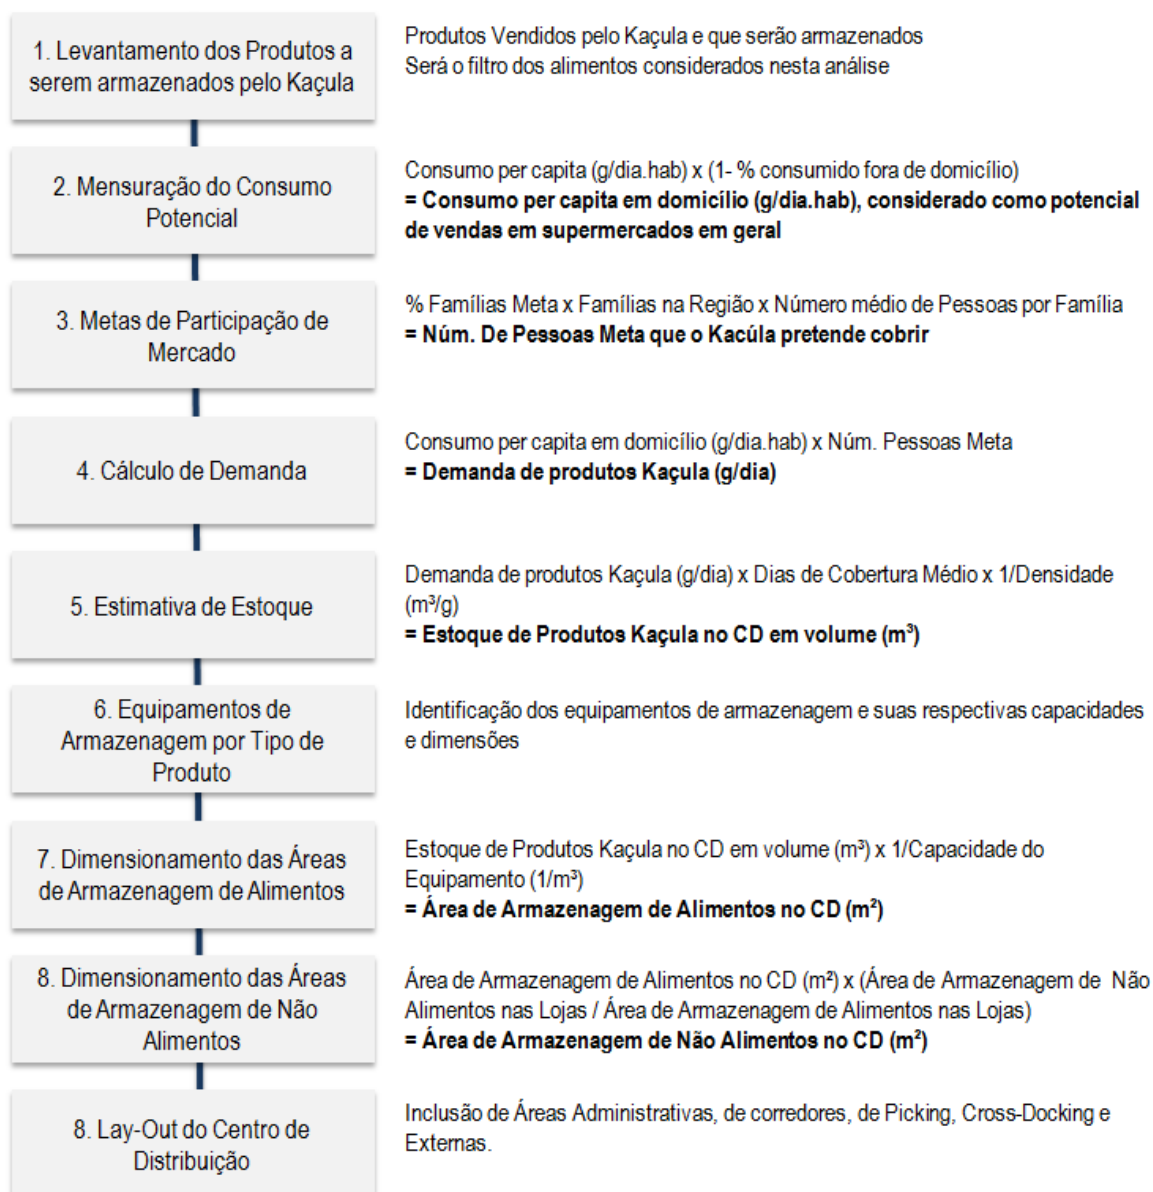 1. Levantamento dos Produtos a
serem armazenados pelo Kaçula
Produtos Vendidos pelo Kaçula e que serão armazenados
Será o filtro dos alimentos considerados nesta análise
2. Mensuração do Consumo
Potencial
Consumo per capita (g/dia.hab) x (1- % consumido fora de domicílio)
= Consumo per capita em domicílio (g/dia.hab), considerado como potencial
de vendas em supermercados em geral
3. Metas de Participação de
Mercado
% Famílias Meta x Famílias na Região x Número médio de Pessoas por Família
= Núm. De Pessoas Meta que o Kacúla pretende cobrir
4. Cálculo de Demanda
Consumo per capita em domicílio (g/dia.hab) x Núm. Pessoas Meta
= Demanda de produtos Kaçula (g/dia)
5. Estimativa de Estoque
Demanda de produtos Kaçula (g/dia) x Dias de Cobertura Médio x 1/Densidade
(m³/g)
= Estoque de Produtos Kaçula no CD em volume (m³)
6. Equipamentos de
Armazenagem por Tipo de
Produto
Identificação dos equipamentos de armazenagem e suas respectivas capacidades
e dimensões
7. Dimensionamento das Áreas
de Armazenagem de Alimentos
Estoque de Produtos Kaçula no CD em volume (m³) x 1/Capacidade do
Equipamento (1/m³)
= Área de Armazenagem de Alimentos no CD (m²)
8. Dimensionamento das Áreas
de Armazenagem de Não
Alimentos
Área de Armazenagem de Alimentos no CD (m²) x (Área de Armazenagem de Não
Alimentos nas Lojas / Área de Armazenagem de Alimentos nas Lojas)
= Área de Armazenagem de Não Alimentos no CD (m²)
8. Lay-Out do Centro de
Distribuição
Inclusão de Áreas Administrativas, de corredores, de Picking, Cross-Docking e
Externas.